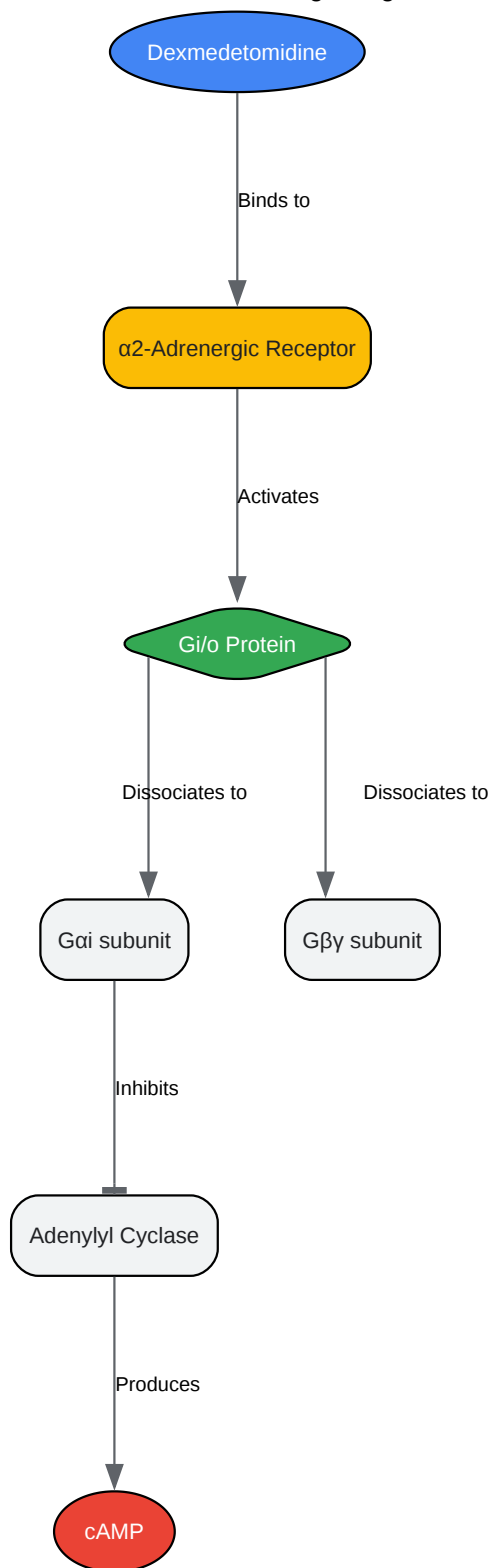 Dexmedetomidine
Binds to
α2-Adrenergic Receptor
Activates
Gi/o Protein
Dissociates to
Dissociates to
Gαi subunit
Gβγ subunit
Inhibits
Adenylyl Cyclase
Produces
cAMP